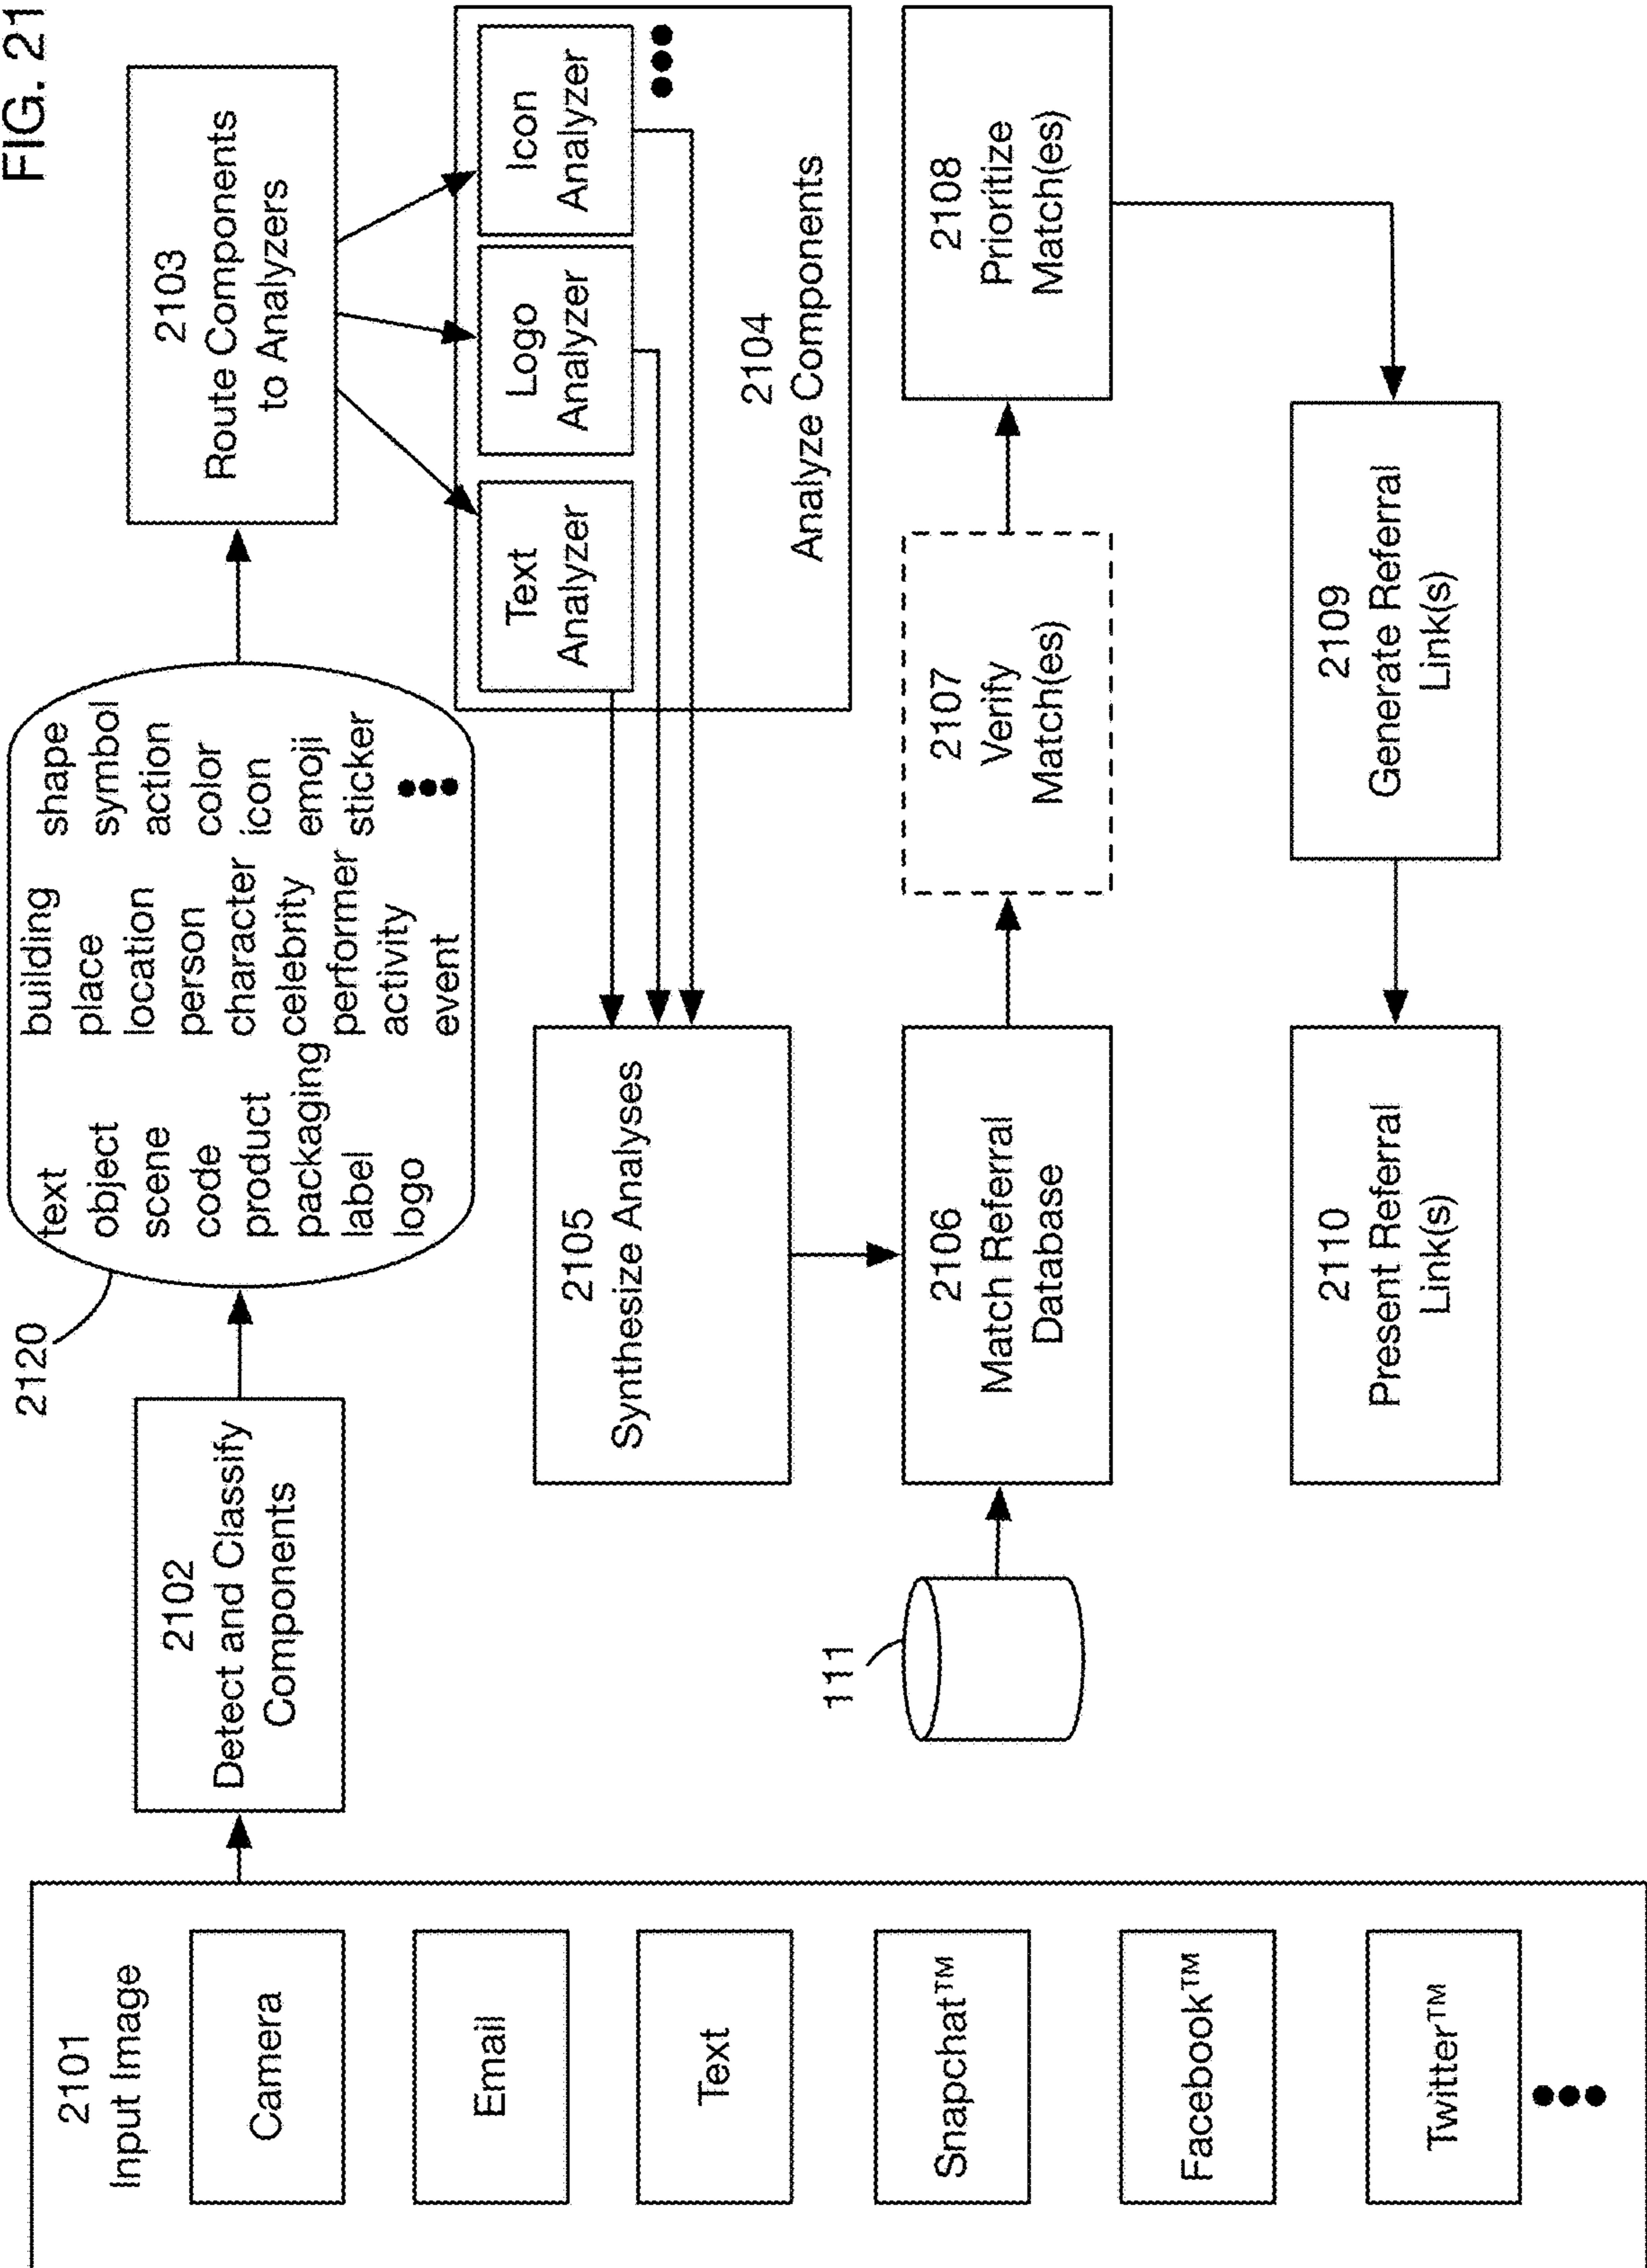 FIG. 21
2101
Input Image
Camera
Email
Text
Snapchat™
Facebook™
Twitter™
2102
Detect and Classify
Components
2120
text
object
scene
code
product
packaging
label
logo
building
place
location
person
character
celebrity
performer
activity
event
shape
symbol
action
color
icon
emoji
sticker
2103
Route Components
to Analyzers
Text
Analyzer
Logo
Analyzer
Icon
Analyzer
2104
Analyze Components
2105
Synthesize Analyses
111
2106
Match Referral
Database
2107
Verify
Match(es)
2108
Prioritize
Match(es)
2109
Generate Referral
Link(s)
2110
Present Referral
Link(s)